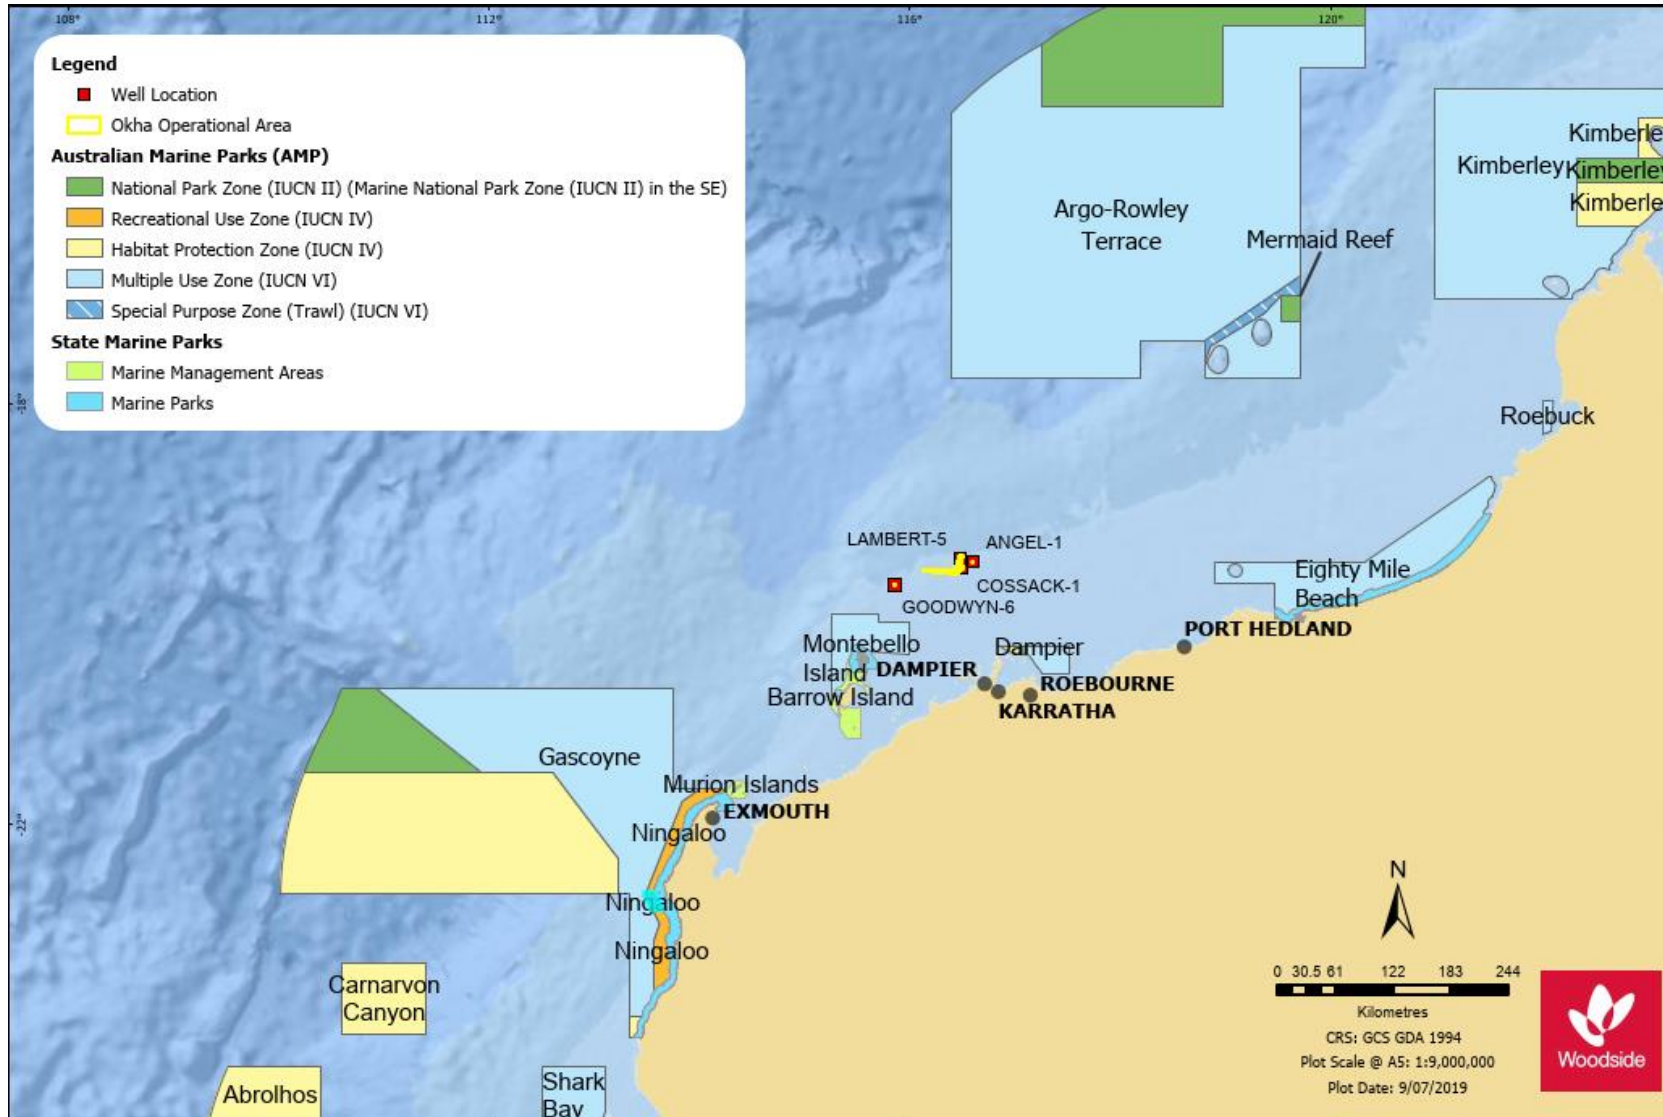 108°
112°
116°
120°
Legend
Well Location
Okha Operational Area
Australian Marine Parks (AMP)
National Park Zone (IUCN II) (Marine National Park Zone (IUCN II) in the SE)
Recreational Use Zone (IUCN IV)
Habitat Protection Zone (IUCN IV)
Multiple Use Zone (IUCN VI)
Special Purpose Zone (Trawl) (IUCN VI)
State Marine Parks
Marine Management Areas
Marine Parks
-18°
-22°
Kimberle
Kimberley
Kimberley
Kimberle
Argo-Rowley
Terrace
Mermaid Reef
Roebuck
LAMBERT-5
ANGEL-1
COSSACK-1
GOODWYN-6
Eighty Mile
Beach
PORT HEDLAND
Montebello
Island
Barrow Island
DAMPIER
Dampier
ROEBOURNE
KARRATHA
Gascoyne
Murion Islands
EXMOUTH
Ningaloo
Ningaloo
Ningaloo
Carnarvon
Canyon
Abrolhos
Shark
Bay
N
0 30.5 61 122 183 244
Kilometres
CRS: GCS GDA 1994
Plot Scale @ A5: 1:9,000,000
Plot Date: 9/07/2019
Woodside